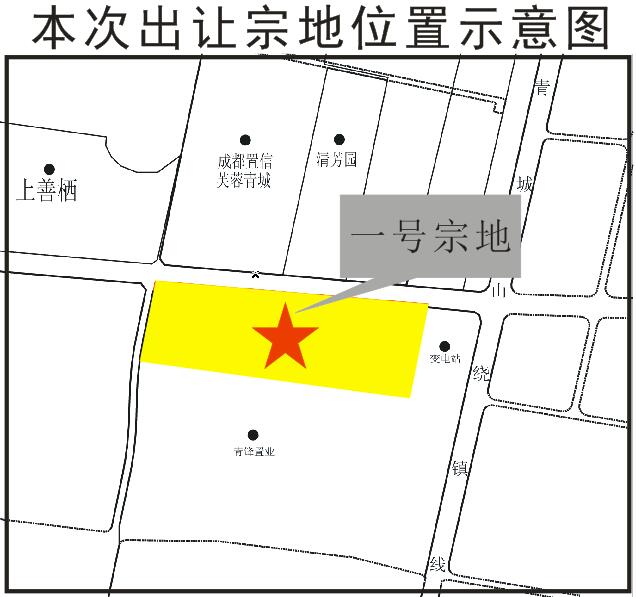 本次出让宗地位置示意图
青
成都置信
芙蓉青城
清芳园
上善栖
城
一号宗地
山
变电站
绕
青锋置业
镇
线